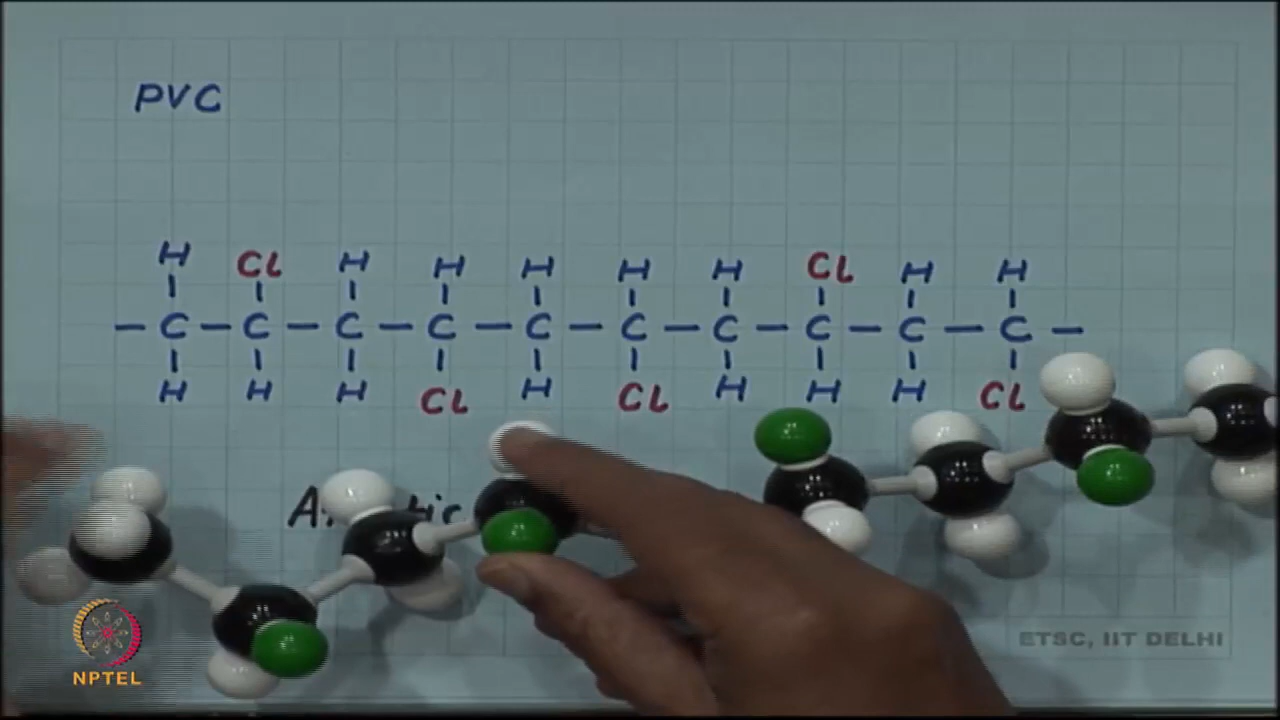 PVC
H Cl H H H H H Cl H H
— C — C — C — C — C — C — C — C — C — C —
H H H Cl H Cl H H H Cl
ETSC, IIT DELHI
NPTEL